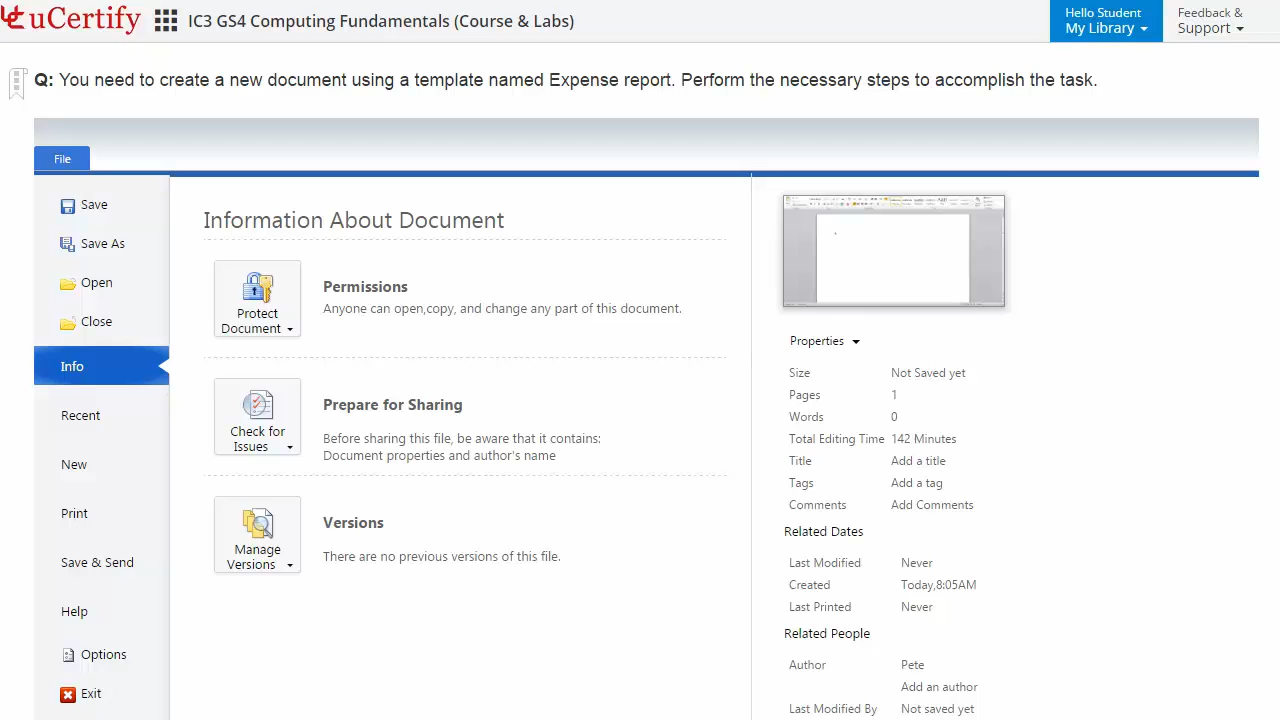 uCertify
IC3 GS4 Computing Fundamentals (Course & Labs)
Hello Student
My Library
Feedback &
Support
Q: You need to create a new document using a template named Expense report. Perform the necessary steps to accomplish the task.
File
Save
Save As
Open
Close
Info
Recent
New
Print
Save & Send
Help
Options
Exit
Information About Document
Protect
Document
Permissions
Anyone can open,copy, and change any part of this document.
Check for
Issues
Prepare for Sharing
Before sharing this file, be aware that it contains:
Document properties and author's name
Manage
Versions
Versions
There are no previous versions of this file.
Properties
Size Not Saved yet
Pages 1
Words 0
Total Editing Time 142 Minutes
Title Add a title
Tags Add a tag
Comments Add Comments
Related Dates
Last Modified Never
Created Today,8:05AM
Last Printed Never
Related People
Author Pete
Add an author
Last Modified By Not saved yet